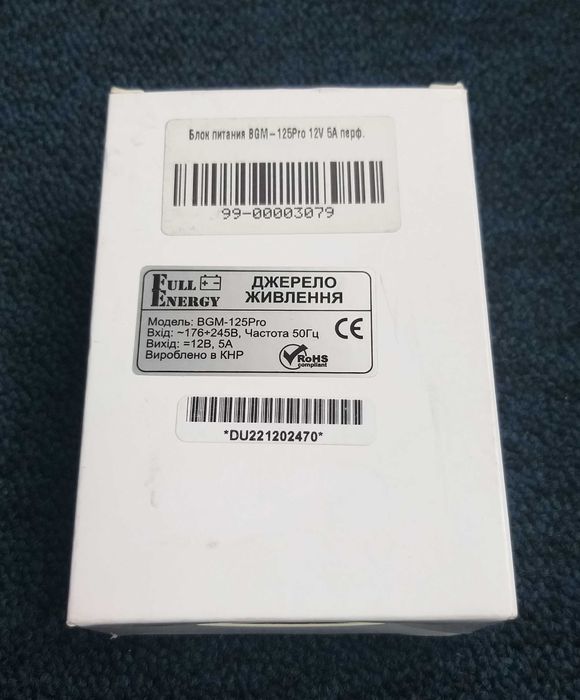 Блок питания BGM-125Pro 12V 5A перф.
99-00003079
FULL ENERGY
ДЖЕРЕЛО
ЖИВЛЕННЯ
Модель: BGM-125Pro
Вхід: ~176÷245В, Частота 50Гц
Вихід: =12В, 5А
Вироблено в КНР
CE
RoHS
compliant
*DU221202470*